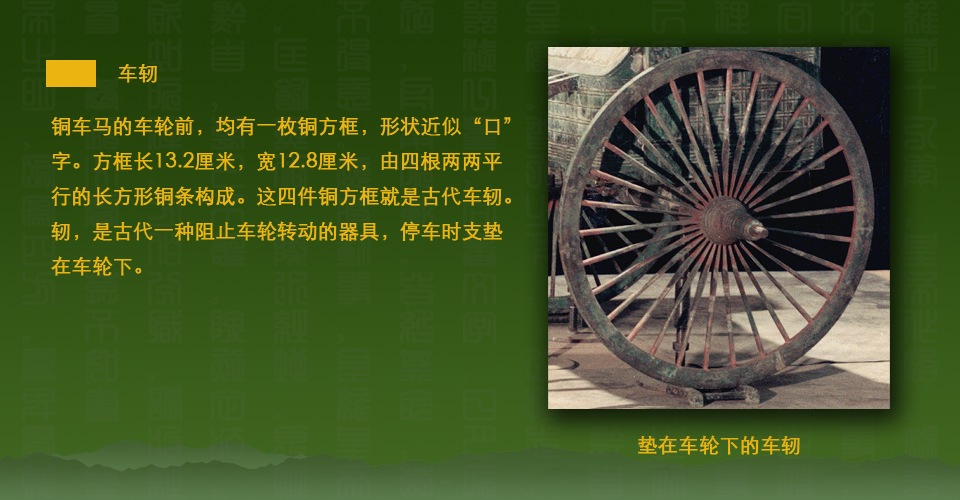 车轫
铜车马的车轮前，均有一枚铜方框，形状近似“口”
字。方框长13.2厘米，宽12.8厘米，由四根两两平
行的长方形铜条构成。这四件铜方框就是古代车轫。
轫，是古代一种阻止车轮转动的器具，停车时支垫
在车轮下。
垫在车轮下的车轫